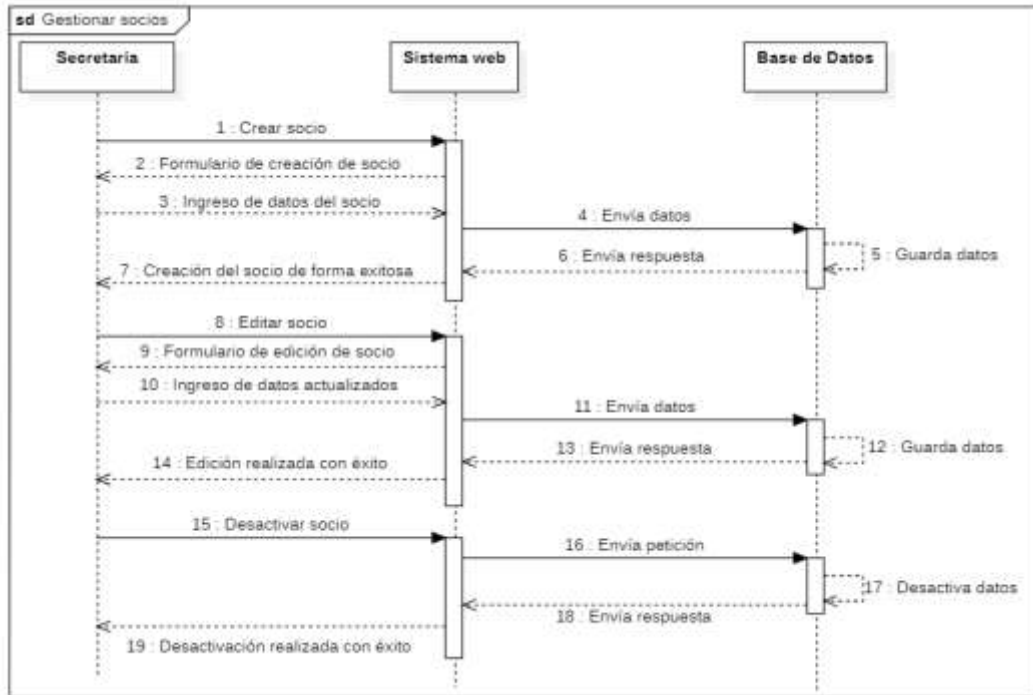 sd Gestionar socios
Secretaria
Sistema web
Base de Datos
1 : Crear socio
2 : Formulario de creación de socio
3 : Ingreso de datos del socio
4 : Envía datos
5 : Guarda datos
6 : Envía respuesta
7 : Creación del socio de forma exitosa
8 : Editar socio
9 : Formulario de edición de socio
10 : Ingreso de datos actualizados
11 : Envía datos
12 : Guarda datos
13 : Envía respuesta
14 : Edición realizada con éxito
15 : Desactivar socio
16 : Envía petición
17 : Desactiva datos
18 : Envía respuesta
19 : Desactivación realizada con éxito